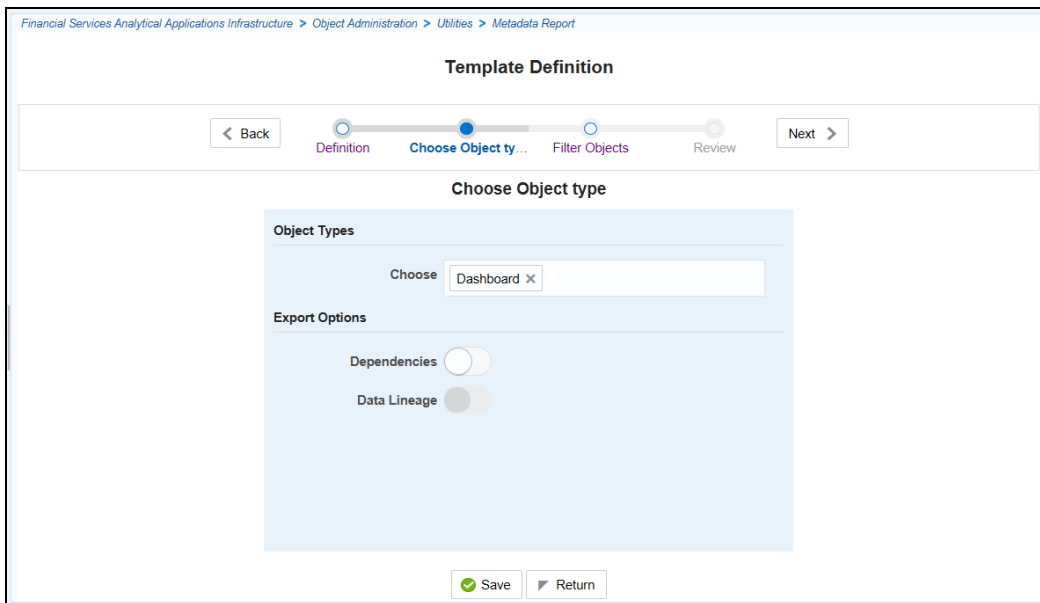 Financial Services Analytical Applications Infrastructure > Object Administration > Utilities > Metadata Report
Template Definition
Back
Definition
Choose Object ty...
Filter Objects
Review
Next
Choose Object type
Object Types
Choose
Dashboard
Export Options
Dependencies
Data Lineage
Save
Return